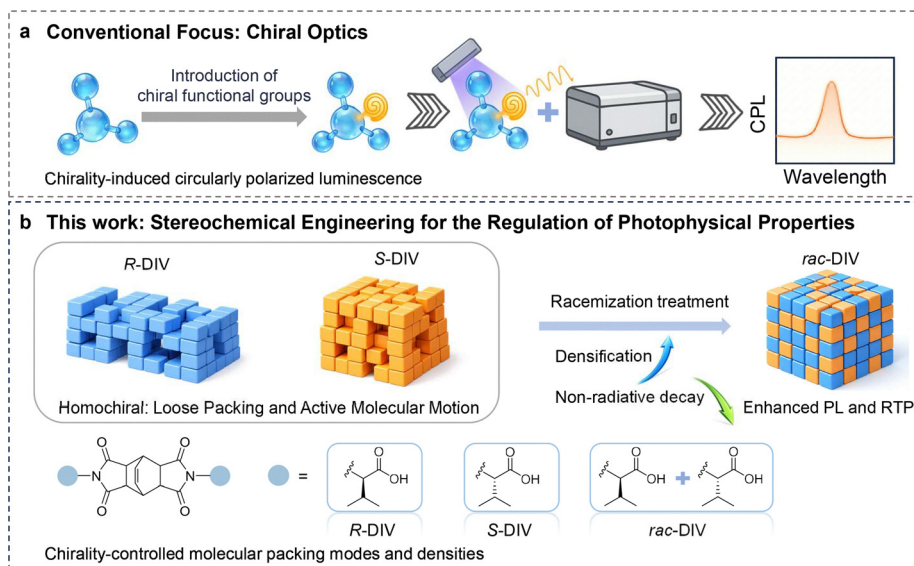 a Conventional Focus: Chiral Optics
Introduction of
chiral functional groups
CPL
Wavelength
Chirality-induced circularly polarized luminescence
b This work: Stereochemical Engineering for the Regulation of Photophysical Properties
R-DIV
S-DIV
rac-DIV
Racemization treatment
Densification
Non-radiative decay
Homochiral: Loose Packing and Active Molecular Motion
Enhanced PL and RTP
O O
N N
O O
=
O
OH
O
OH
O
OH
+
O
OH
R-DIV
S-DIV
rac-DIV
Chirality-controlled molecular packing modes and densities